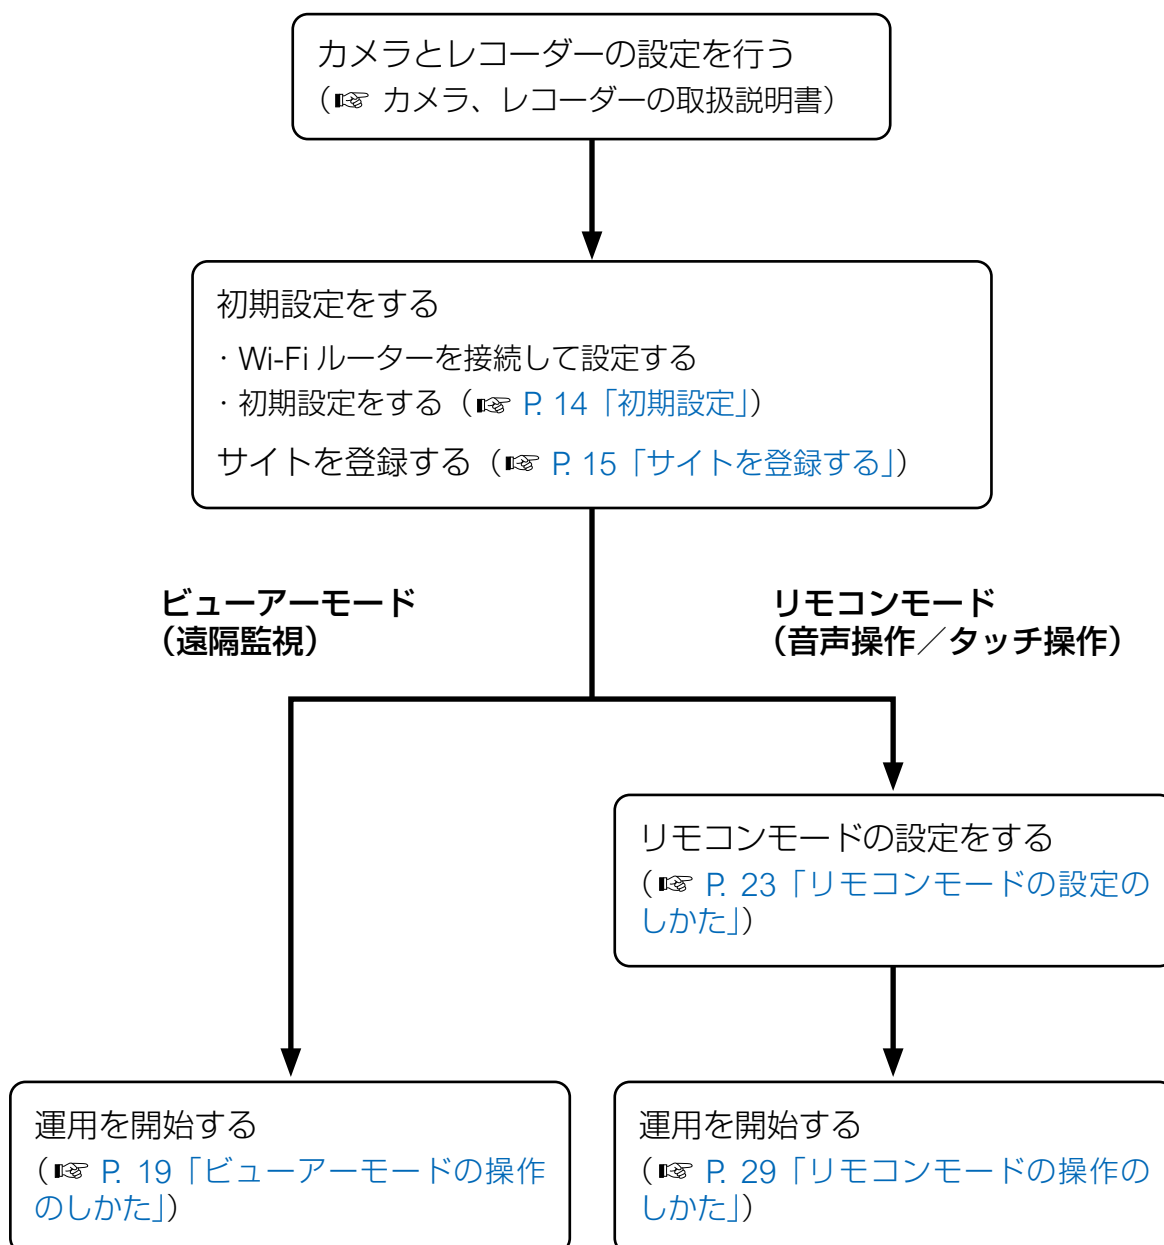 カメラとレコーダーの設定を行う
（☞ カメラ、レコーダーの取扱説明書）
初期設定をする
・Wi-Fi ルーターを接続して設定する
・初期設定をする（☞ P. 14「初期設定」）
サイトを登録する（☞ P. 15「サイトを登録する」）
ビューアーモード
（遠隔監視）
リモコンモード
（音声操作／タッチ操作）
リモコンモードの設定をする
（☞ P. 23「リモコンモードの設定の
しかた」）
運用を開始する
（☞ P. 19「ビューアーモードの操作
のしかた」）
運用を開始する
（☞ P. 29「リモコンモードの操作の
しかた」）